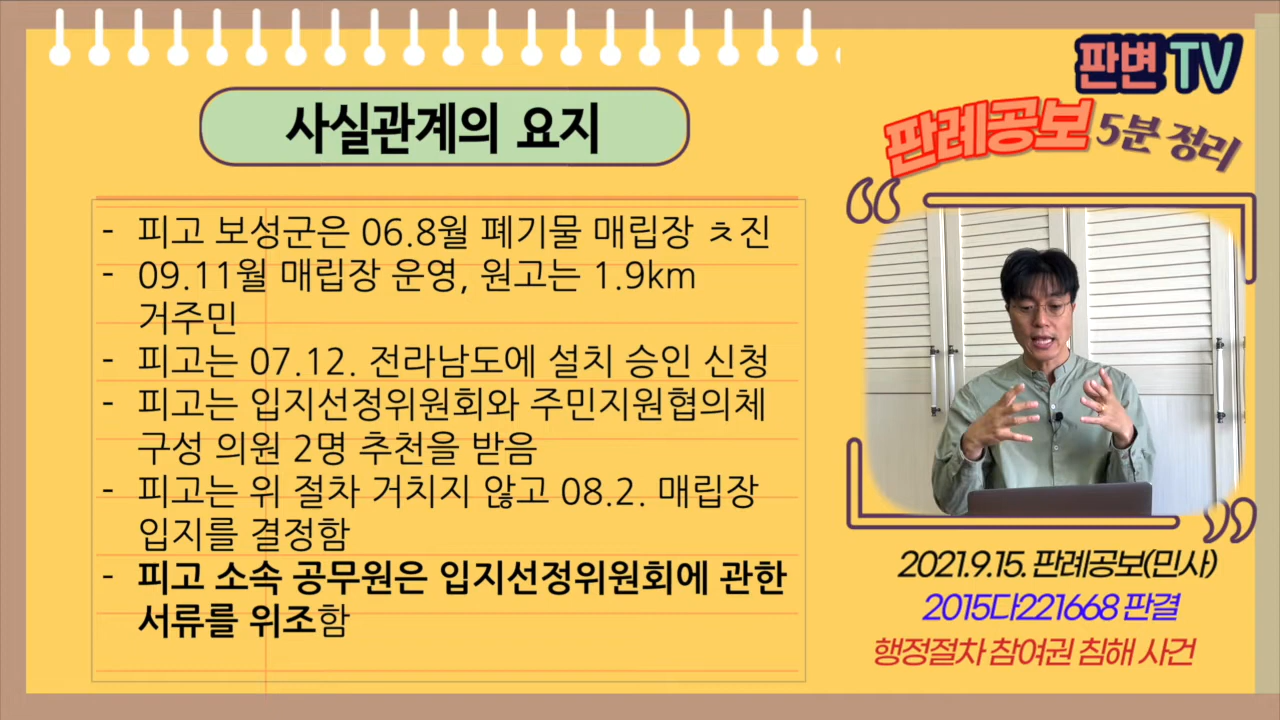 사실관계의 요지
- 피고 보성군은 06.8월 폐기물 매립장 ㅊ진
- 09.11월 매립장 운영, 원고는 1.9km
거주민
- 피고는 07.12. 전라남도에 설치 승인 신청
- 피고는 입지선정위원회와 주민지원협의체
구성 의원 2명 추천을 받음
- 피고는 위 절차 거치지 않고 08.2. 매립장
입지를 결정함
- 피고 소속 공무원은 입지선정위원회에 관한
서류를 위조함
판변 TV
판례공보 5분 정리
2021.9.15. 판례공보(민사)
2015다221668 판결
행정절차 참여권 침해 사건